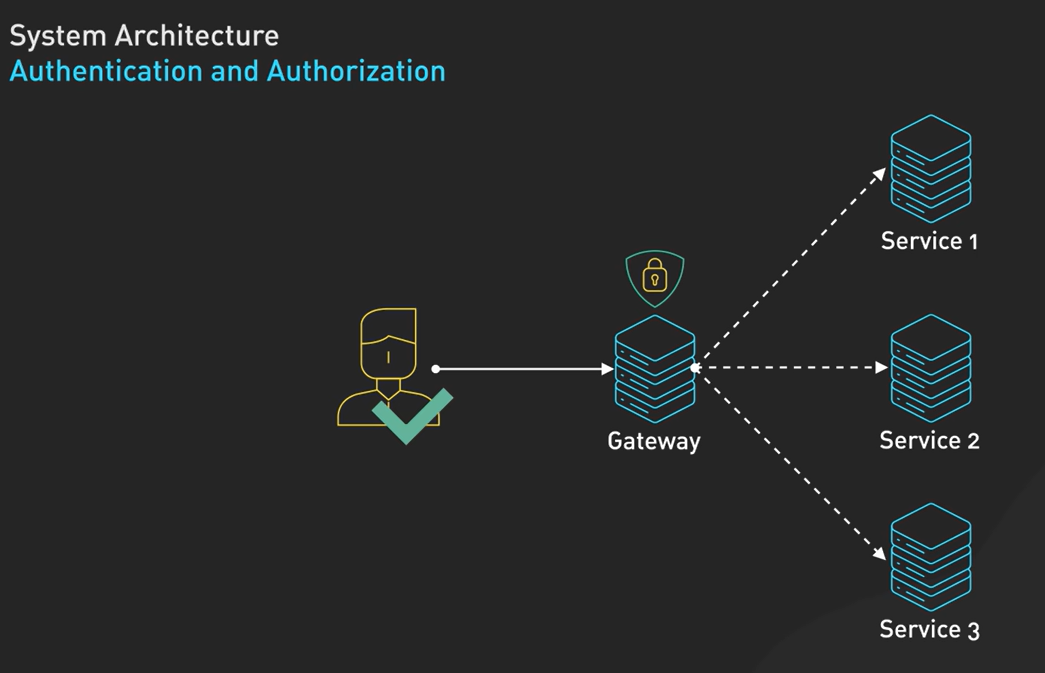 System Architecture
Authentication and Authorization
Service 1
Gateway
Service 2
Service 3